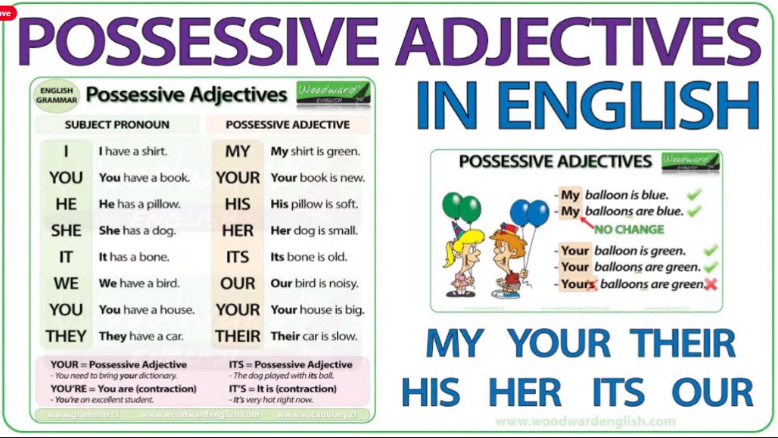 POSSESSIVE ADJECTIVES
IN ENGLISH
ENGLISH
GRAMMAR
Possessive Adjectives
Woodward
ENGLISH
SUBJECT PRONOUN POSSESSIVE ADJECTIVE
I I have a shirt. MY My shirt is green.
YOU You have a book. YOUR Your book is new.
HE He has a pillow. HIS His pillow is soft.
SHE She has a dog. HER Her dog is small.
IT It has a bone. ITS Its bone is old.
WE We have a bird. OUR Our bird is noisy.
YOU You have a house. YOUR Your house is big.
THEY They have a car. THEIR Their car is slow.
YOUR = Possessive Adjective
- You need to bring your dictionary.
YOU'RE = You are (contraction)
- You're an excellent student.
ITS = Possessive Adjective
- The dog played with its ball.
IT'S = It is (contraction)
- It's very hot right now.
www.grammar.cl www.woodwardenglish.com www.vocabulary.cl
POSSESSIVE ADJECTIVES
Woodward
- My balloon is blue.
- My balloons are blue.
NO CHANGE
- Your balloon is green.
- Your balloons are green.
- Yours balloons are green.
MY YOUR THEIR
HIS HER ITS OUR
www.woodwardenglish.com